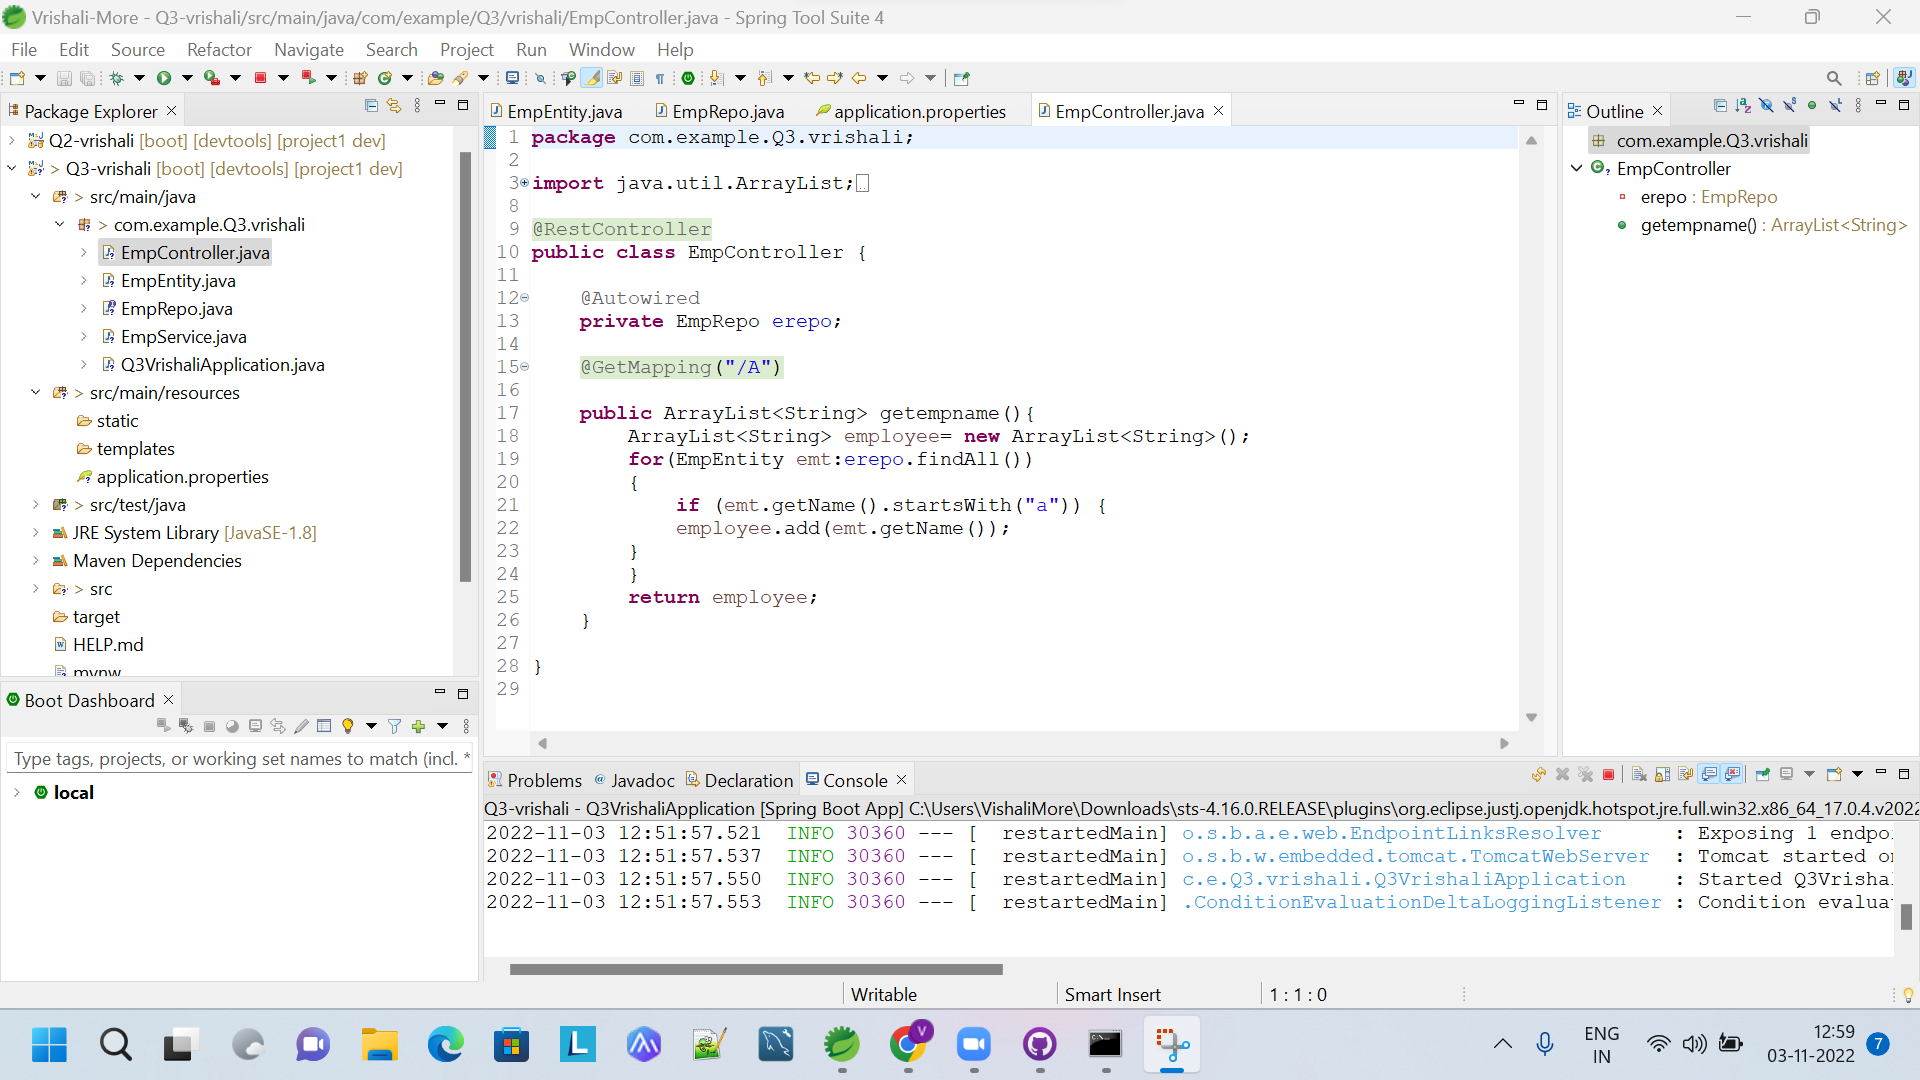 Vrishali-More - Q3-vrishali/src/main/java/com/example/Q3/vrishali/EmpController.java - Spring Tool Suite 4
File Edit Source Refactor Navigate Search Project Run Window Help
Package Explorer
Q2-vrishali [boot] [devtools] [project1 dev]
> Q3-vrishali [boot] [devtools] [project1 dev]
> src/main/java
> com.example.Q3.vrishali
EmpController.java
EmpEntity.java
EmpRepo.java
EmpService.java
Q3VrishaliApplication.java
> src/main/resources
static
templates
application.properties
> src/test/java
JRE System Library [JavaSE-1.8]
Maven Dependencies
> src
target
HELP.md
mvnw
Boot Dashboard
Type tags, projects, or working set names to match (incl. *
local
EmpEntity.java EmpRepo.java application.properties EmpController.java
1 package com.example.Q3.vrishali;
2
3 import java.util.ArrayList;
8
9 @RestController
10 public class EmpController {
11
12 @Autowired
13 private EmpRepo erepo;
14
15 @GetMapping("/A")
16
17 public ArrayList<String> getempname(){
18 ArrayList<String> employee= new ArrayList<String>();
19 for(EmpEntity emt:erepo.findAll())
20 {
21 if (emt.getName().startsWith("a")) {
22 employee.add(emt.getName());
23 }
24 }
25 return employee;
26 }
27
28 }
29
Outline
com.example.Q3.vrishali
EmpController
erepo : EmpRepo
getempname() : ArrayList<String>
Problems @ Javadoc Declaration Console
Q3-vrishali - Q3VrishaliApplication [Spring Boot App] C:\Users\VishaliMore\Downloads\sts-4.16.0.RELEASE\plugins\org.eclipse.justj.openjdk.hotspot.jre.full.win32.x86_64_17.0.4.v2022
2022-11-03 12:51:57.521 INFO 30360 --- [ restartedMain] o.s.b.a.e.web.EndpointLinksResolver : Exposing 1 endpoi
2022-11-03 12:51:57.537 INFO 30360 --- [ restartedMain] o.s.b.w.embedded.tomcat.TomcatWebServer : Tomcat started on
2022-11-03 12:51:57.550 INFO 30360 --- [ restartedMain] c.e.Q3.vrishali.Q3VrishaliApplication : Started Q3Vrishal
2022-11-03 12:51:57.553 INFO 30360 --- [ restartedMain] .ConditionEvaluationDeltaLoggingListener : Condition evaluat
Writable Smart Insert 1 : 1 : 0
L
V
ENG
IN
12:59
03-11-2022
7